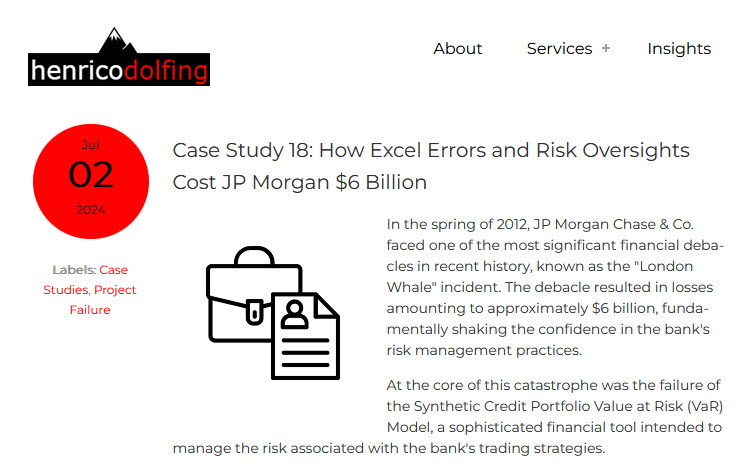 henricodolfing
About
Services +
Insights
Jul
02
2024
Labels: Case
Studies, Project
Failure
Case Study 18: How Excel Errors and Risk Oversights
Cost JP Morgan $6 Billion
In the spring of 2012, JP Morgan Chase & Co.
faced one of the most significant financial deba-
cles in recent history, known as the "London
Whale" incident. The debacle resulted in losses
amounting to approximately $6 billion, funda-
mentally shaking the confidence in the bank's
risk management practices.
At the core of this catastrophe was the failure of
the Synthetic Credit Portfolio Value at Risk (VaR)
Model, a sophisticated financial tool intended to
manage the risk associated with the bank's trading strategies.